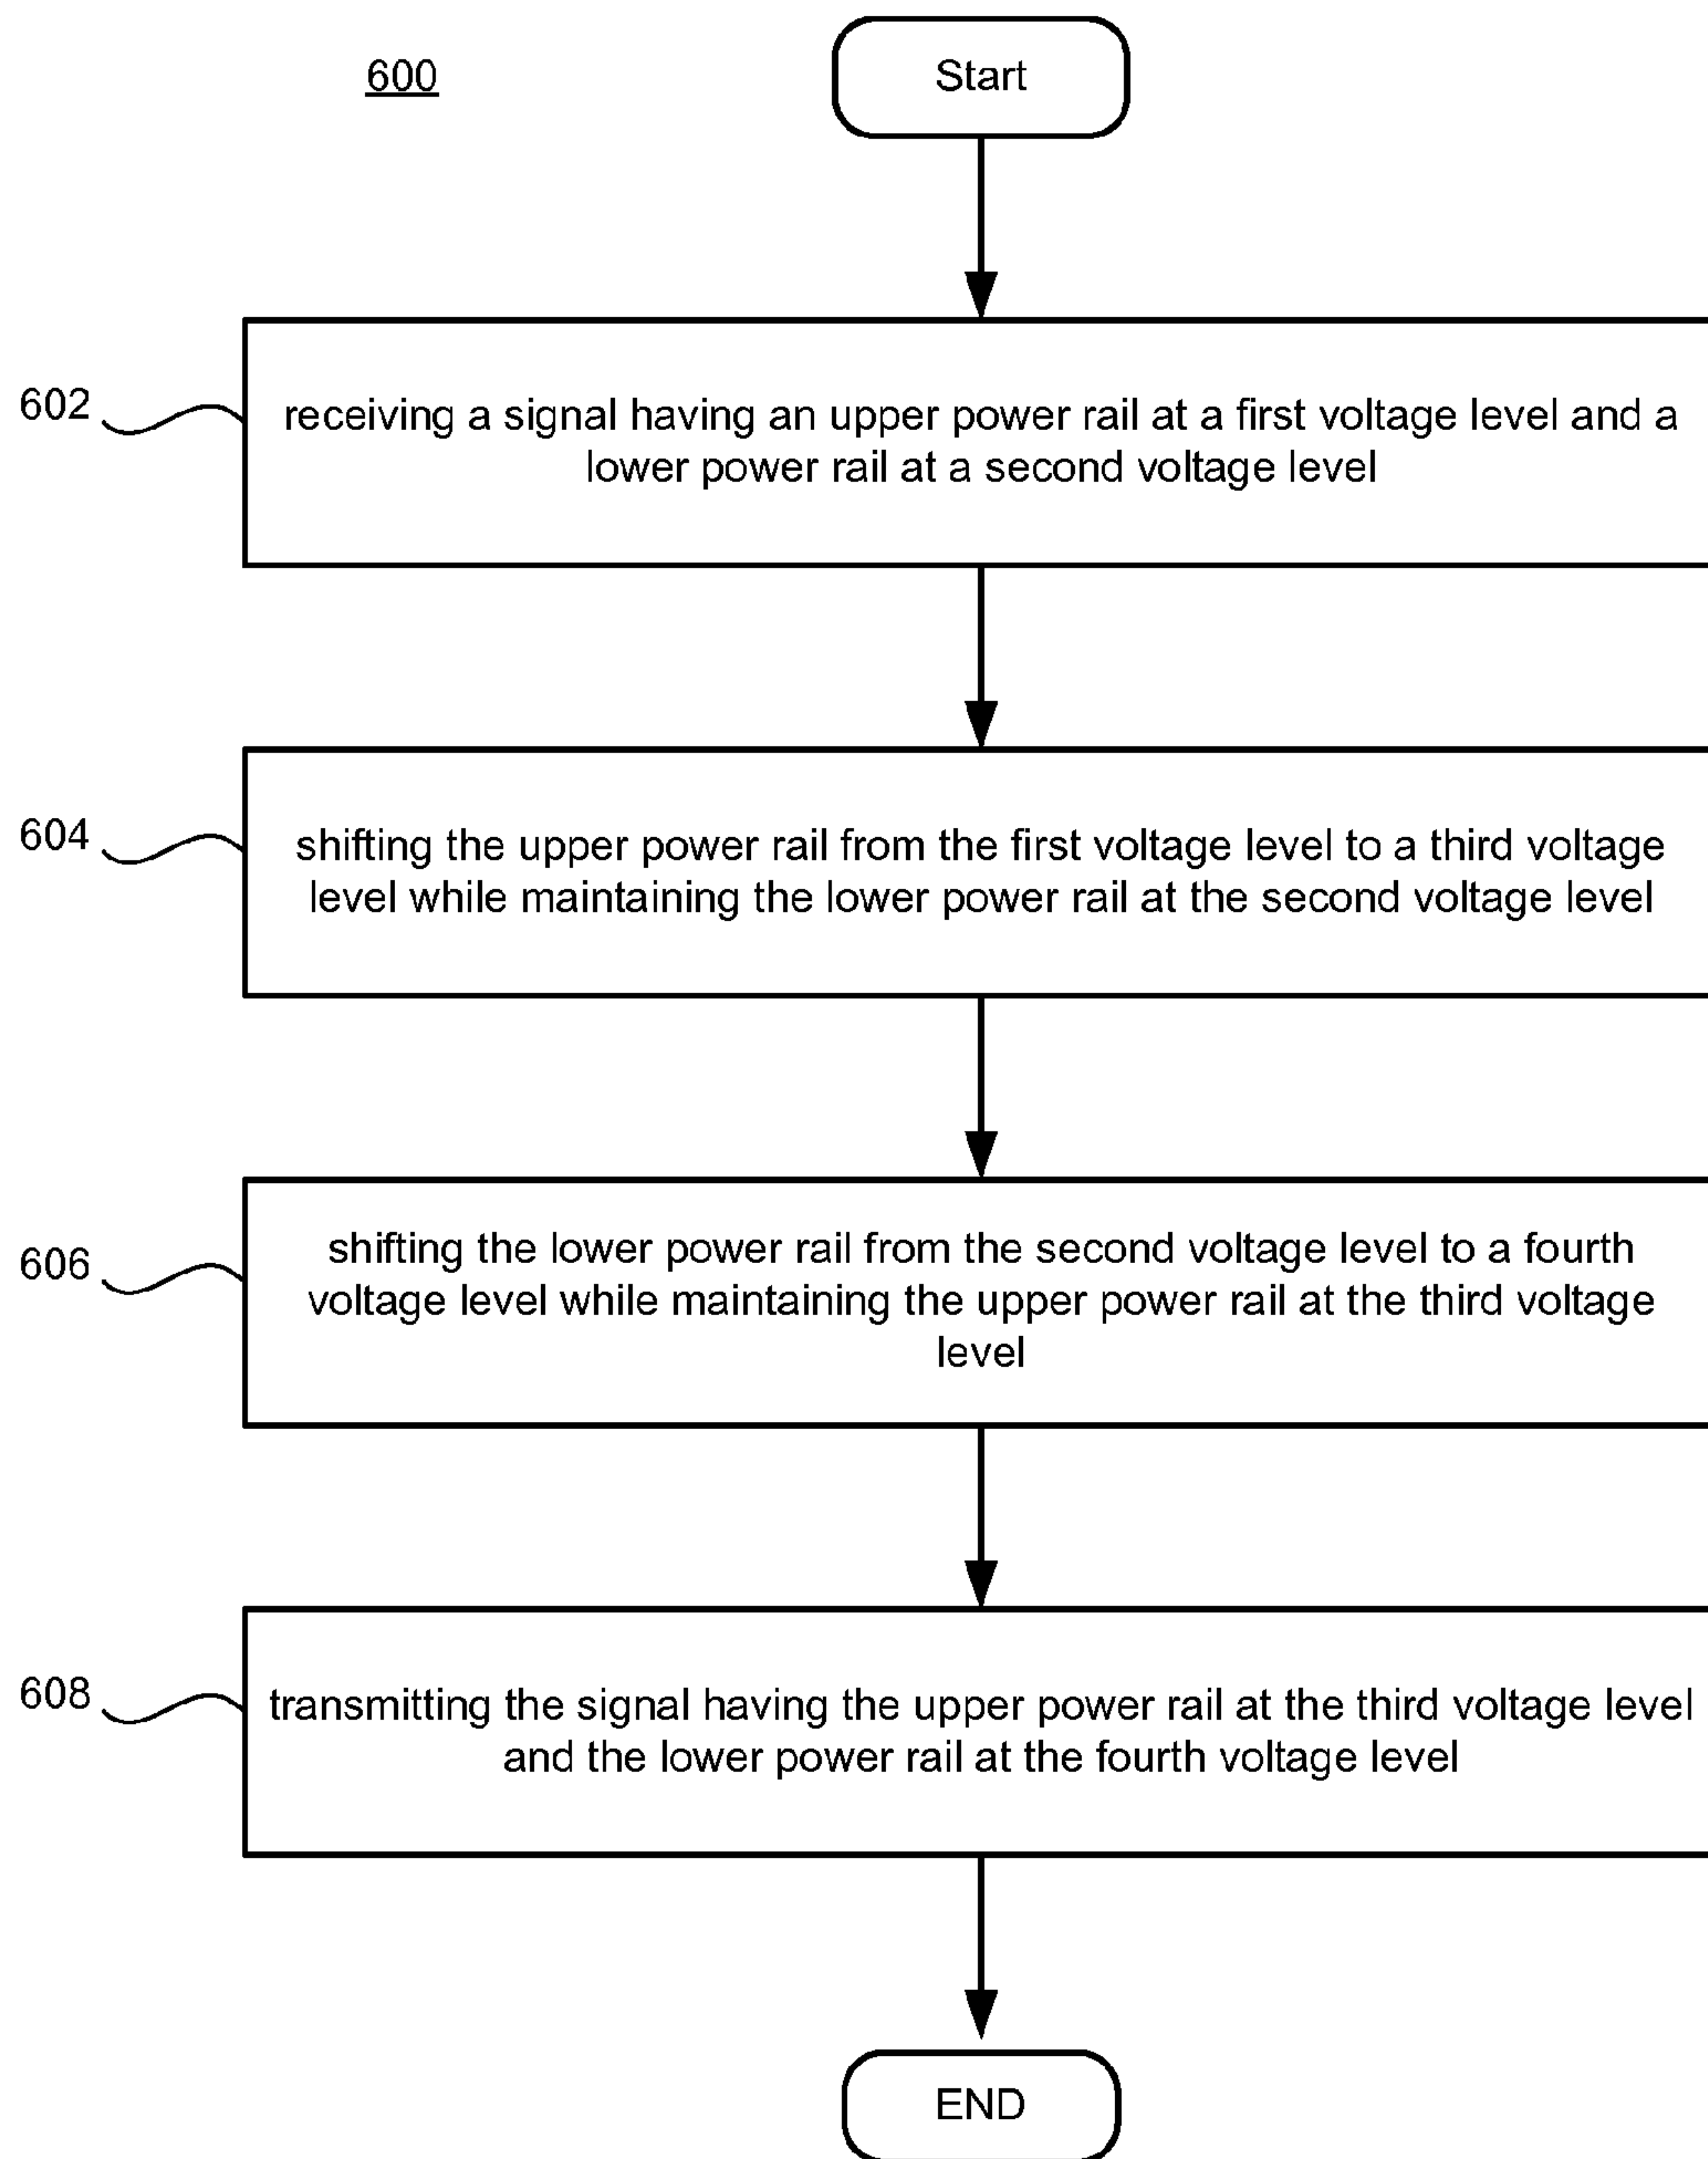 600
Start
602
receiving a signal having an upper power rail at a first voltage level and a
lower power rail at a second voltage level
604
shifting the upper power rail from the first voltage level to a third voltage
level while maintaining the lower power rail at the second voltage level
606
shifting the lower power rail from the second voltage level to a fourth
voltage level while maintaining the upper power rail at the third voltage
level
608
transmitting the signal having the upper power rail at the third voltage level
and the lower power rail at the fourth voltage level
END